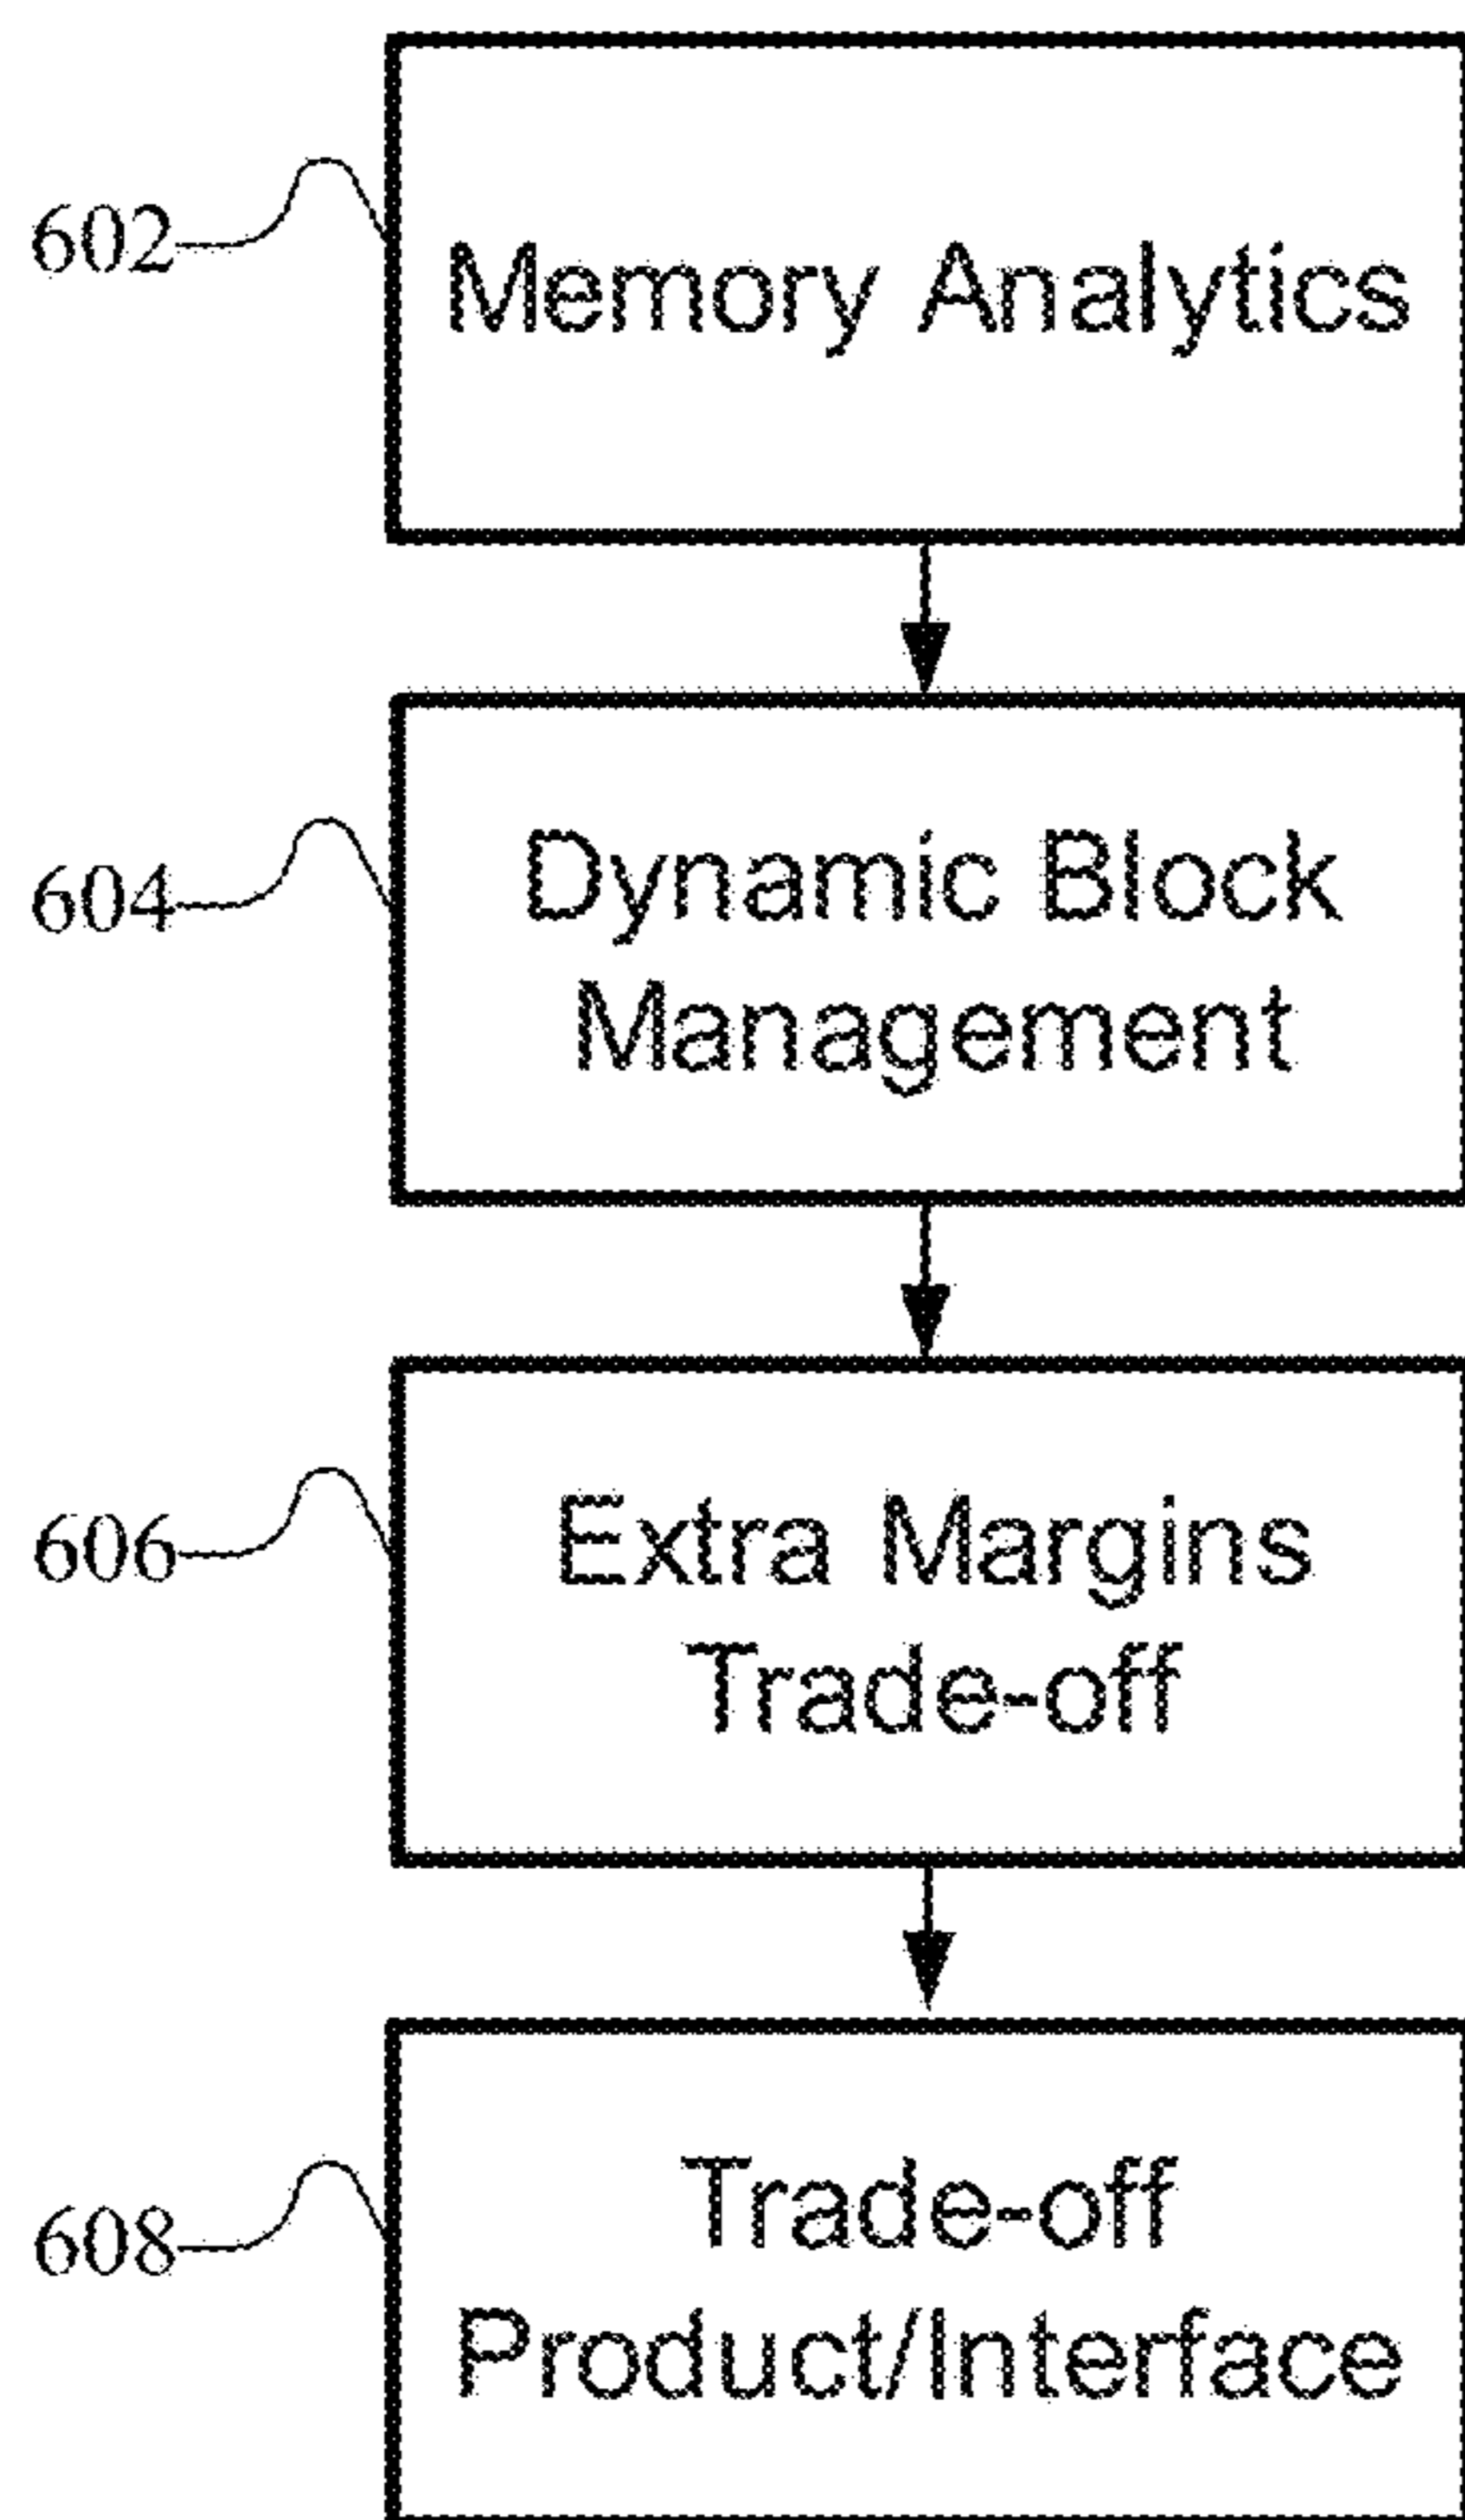 602
Memory Analytics
604
Dynamic Block
Management
606
Extra Margins
Trade-off
608
Trade-off
Product/Interface